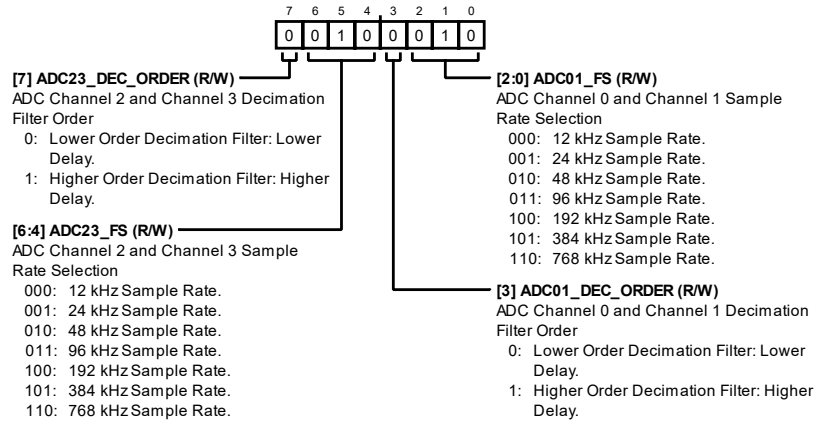 7 6 5 4 3 2 1 0
0 0 1 0 0 0 1 0
[7] ADC23_DEC_ORDER (R/W)
ADC Channel 2 and Channel 3 Decimation
Filter Order
0: Lower Order Decimation Filter: Lower
Delay.
1: Higher Order Decimation Filter: Higher
Delay.
[6:4] ADC23_FS (R/W)
ADC Channel 2 and Channel 3 Sample
Rate Selection
000: 12 kHz Sample Rate.
001: 24 kHz Sample Rate.
010: 48 kHz Sample Rate.
011: 96 kHz Sample Rate.
100: 192 kHz Sample Rate.
101: 384 kHz Sample Rate.
110: 768 kHz Sample Rate.
[2:0] ADC01_FS (R/W)
ADC Channel 0 and Channel 1 Sample
Rate Selection
000: 12 kHz Sample Rate.
001: 24 kHz Sample Rate.
010: 48 kHz Sample Rate.
011: 96 kHz Sample Rate.
100: 192 kHz Sample Rate.
101: 384 kHz Sample Rate.
110: 768 kHz Sample Rate.
[3] ADC01_DEC_ORDER (R/W)
ADC Channel 0 and Channel 1 Decimation
Filter Order
0: Lower Order Decimation Filter: Lower
Delay.
1: Higher Order Decimation Filter: Higher
Delay.